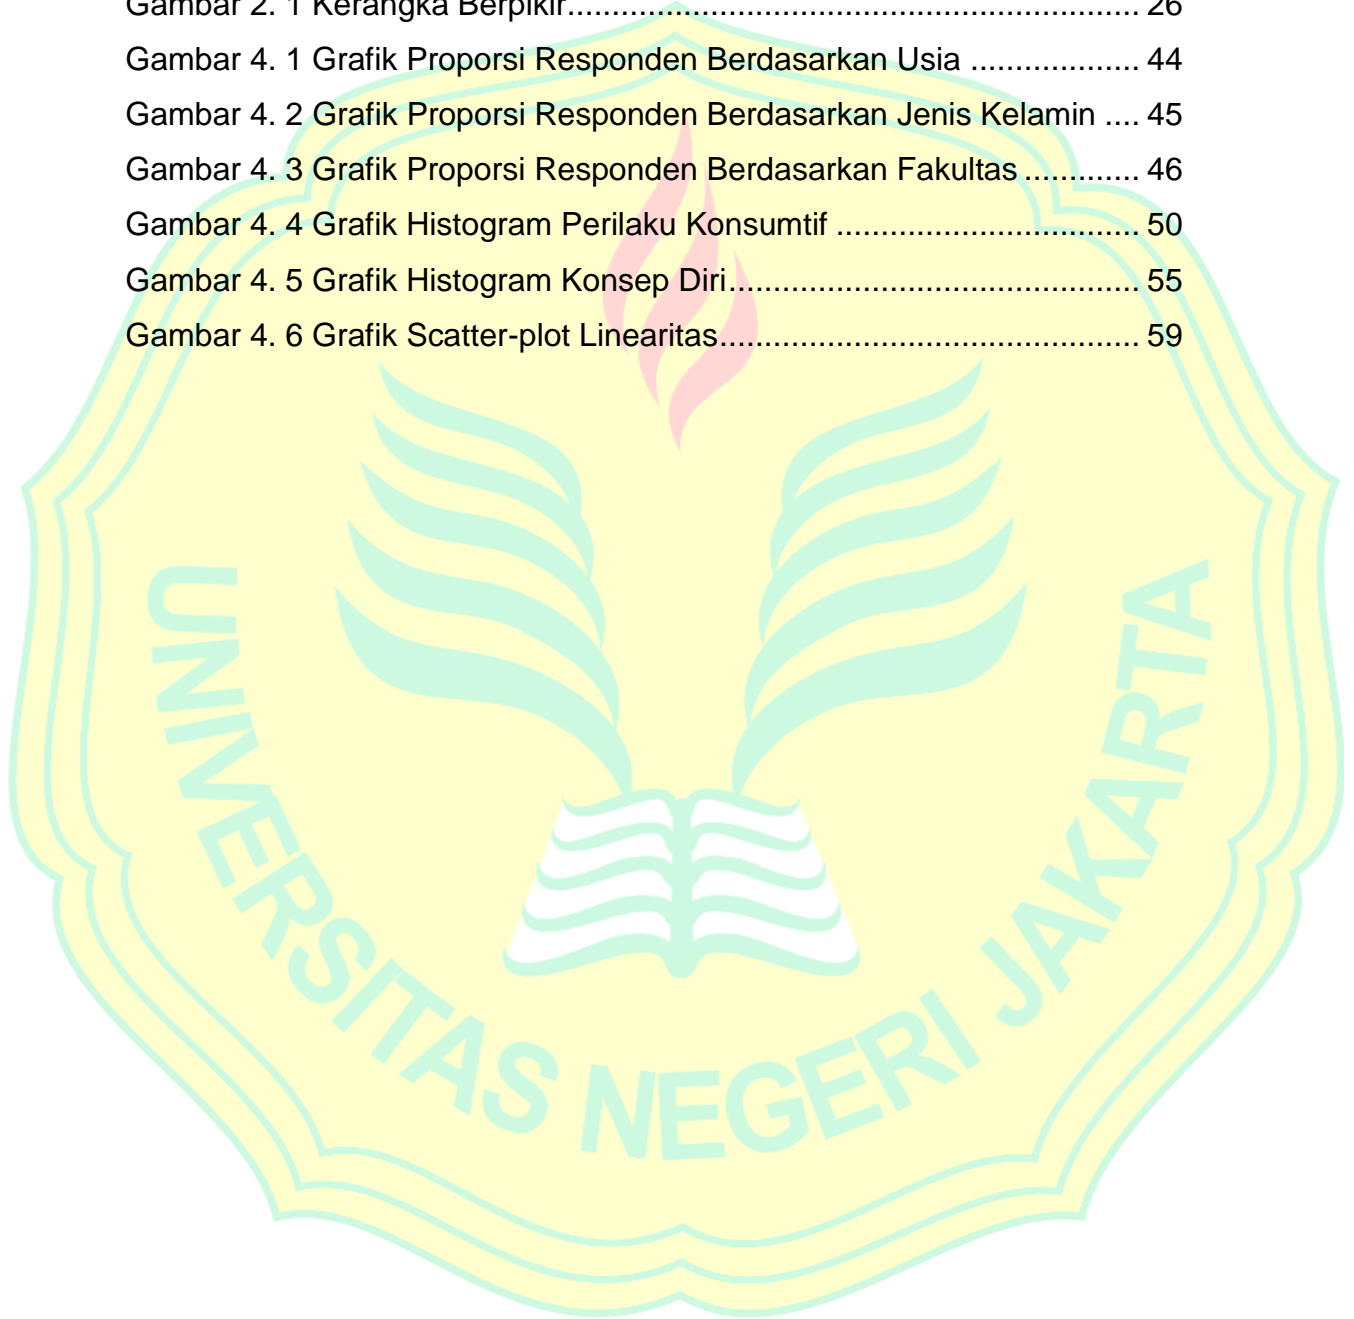 Gambar 2. 1 Kerangka Berpikir................................................................ 26
Gambar 4. 1 Grafik Proporsi Responden Berdasarkan Usia ................... 44
Gambar 4. 2 Grafik Proporsi Responden Berdasarkan Jenis Kelamin .... 45
Gambar 4. 3 Grafik Proporsi Responden Berdasarkan Fakultas ............. 46
Gambar 4. 4 Grafik Histogram Perilaku Konsumtif .................................. 50
Gambar 4. 5 Grafik Histogram Konsep Diri.............................................. 55
Gambar 4. 6 Grafik Scatter-plot Linearitas............................................... 59
UNIVERSITAS NEGERI JAKARTA